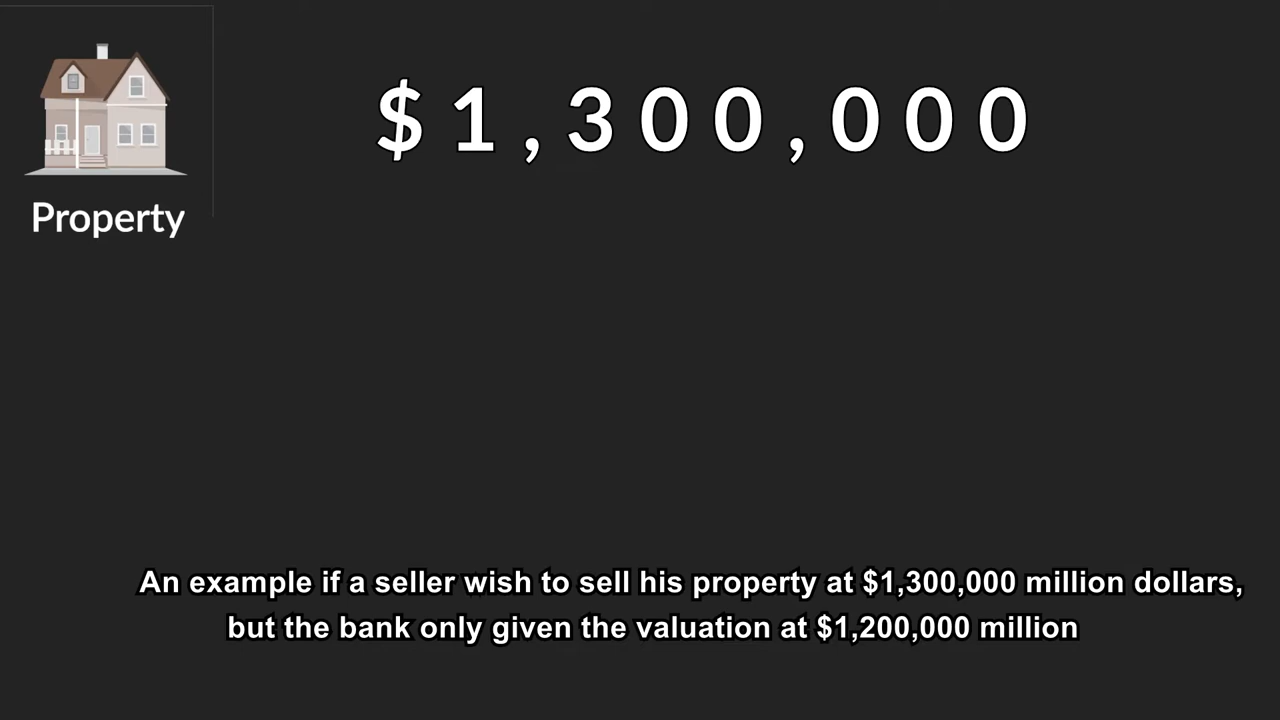 $1,300,000
Property
An example if a seller wish to sell his property at $1,300,000 million dollars,
but the bank only given the valuation at $1,200,000 million